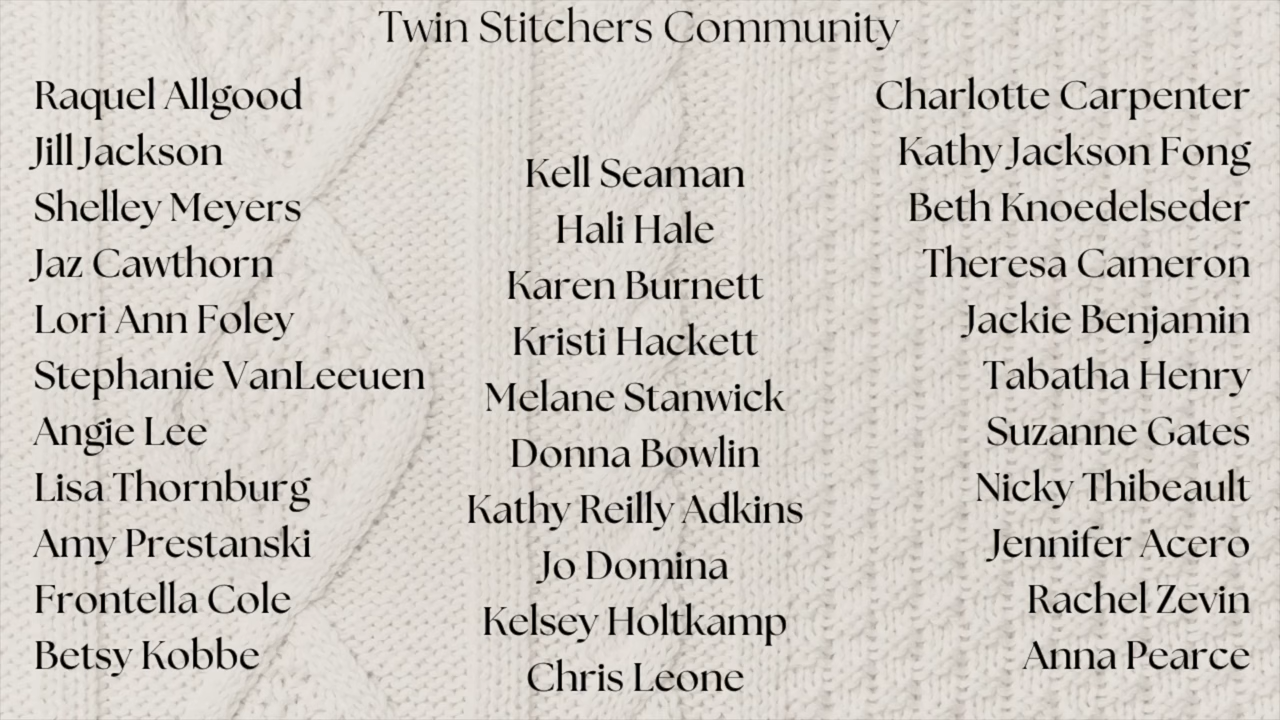 Twin Stitchers Community
Raquel Allgood
Jill Jackson
Shelley Meyers
Jaz Cawthorn
Lori Ann Foley
Stephanie VanLeeuen
Angie Lee
Lisa Thornburg
Amy Prestanski
Frontella Cole
Betsy Kobbe
Kell Seaman
Hali Hale
Karen Burnett
Kristi Hackett
Melane Stanwick
Donna Bowlin
Kathy Reilly Adkins
Jo Domina
Kelsey Holtkamp
Chris Leone
Charlotte Carpenter
Kathy Jackson Fong
Beth Knoedelseder
Theresa Cameron
Jackie Benjamin
Tabatha Henry
Suzanne Gates
Nicky Thibeault
Jennifer Acero
Rachel Zevin
Anna Pearce